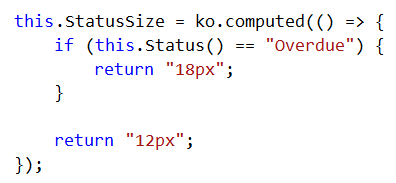 this.StatusSize = ko.computed(() => {
    if (this.Status() == "Overdue") {
        return "18px";
    }

    return "12px";
});